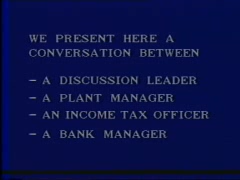 WE PRESENT HERE A
CONVERSATION BETWEEN
– A DISCUSSION LEADER
– A PLANT MANAGER
– AN INCOME TAX OFFICER
– A BANK MANAGER